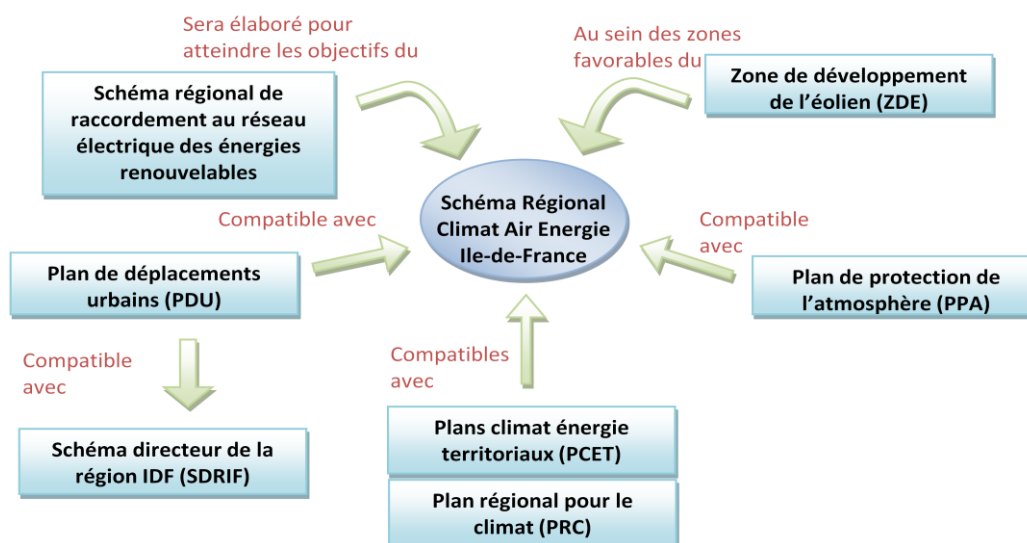 Sera élaboré pour
atteindre les objectifs du
Au sein des zones
favorables du
Schéma régional de
raccordement au réseau
électrique des énergies
renouvelables
Zone de développement
de l'éolien (ZDE)
Schéma Régional
Climat Air Energie
Ile-de-France
Compatible avec
Compatible
avec
Plan de déplacements
urbains (PDU)
Plan de protection de
l'atmosphère (PPA)
Compatible
avec
Compatibles
avec
Schéma directeur de la
région IDF (SDRIF)
Plans climat énergie
territoriaux (PCET)
Plan régional pour le
climat (PRC)